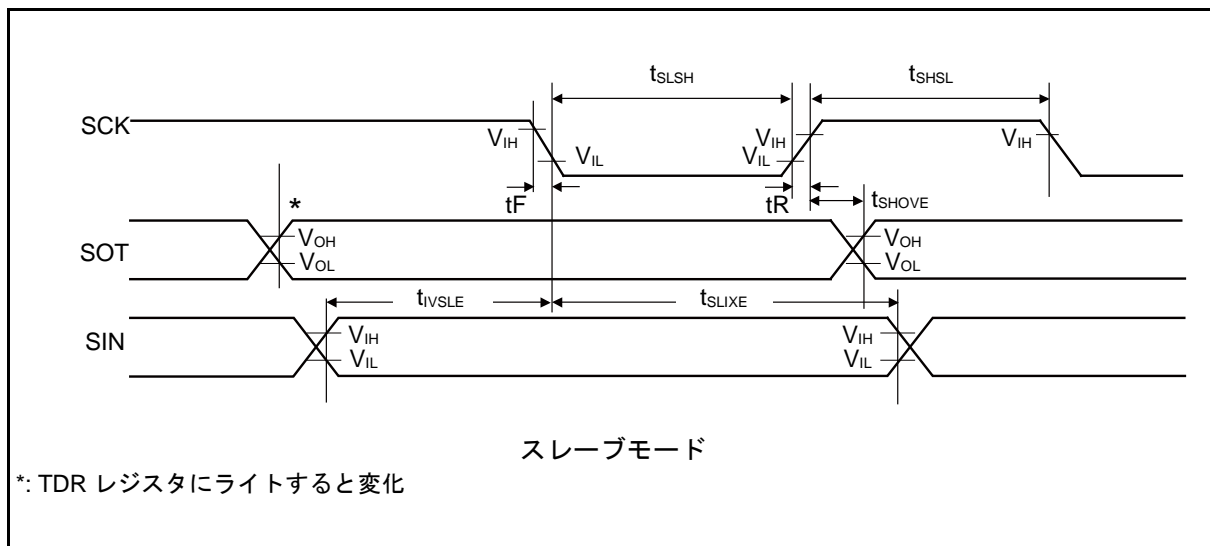 tSLSH
tSHSL
SCK
VIH
VIL
VIH
VIL
VIH
tF
tR
tSHOVE
*
SOT
VOH
VOL
VOH
VOL
tIVSLE
tSLIXE
SIN
VIH
VIL
VIH
VIL
スレーブモード
*: TDR レジスタにライトすると変化